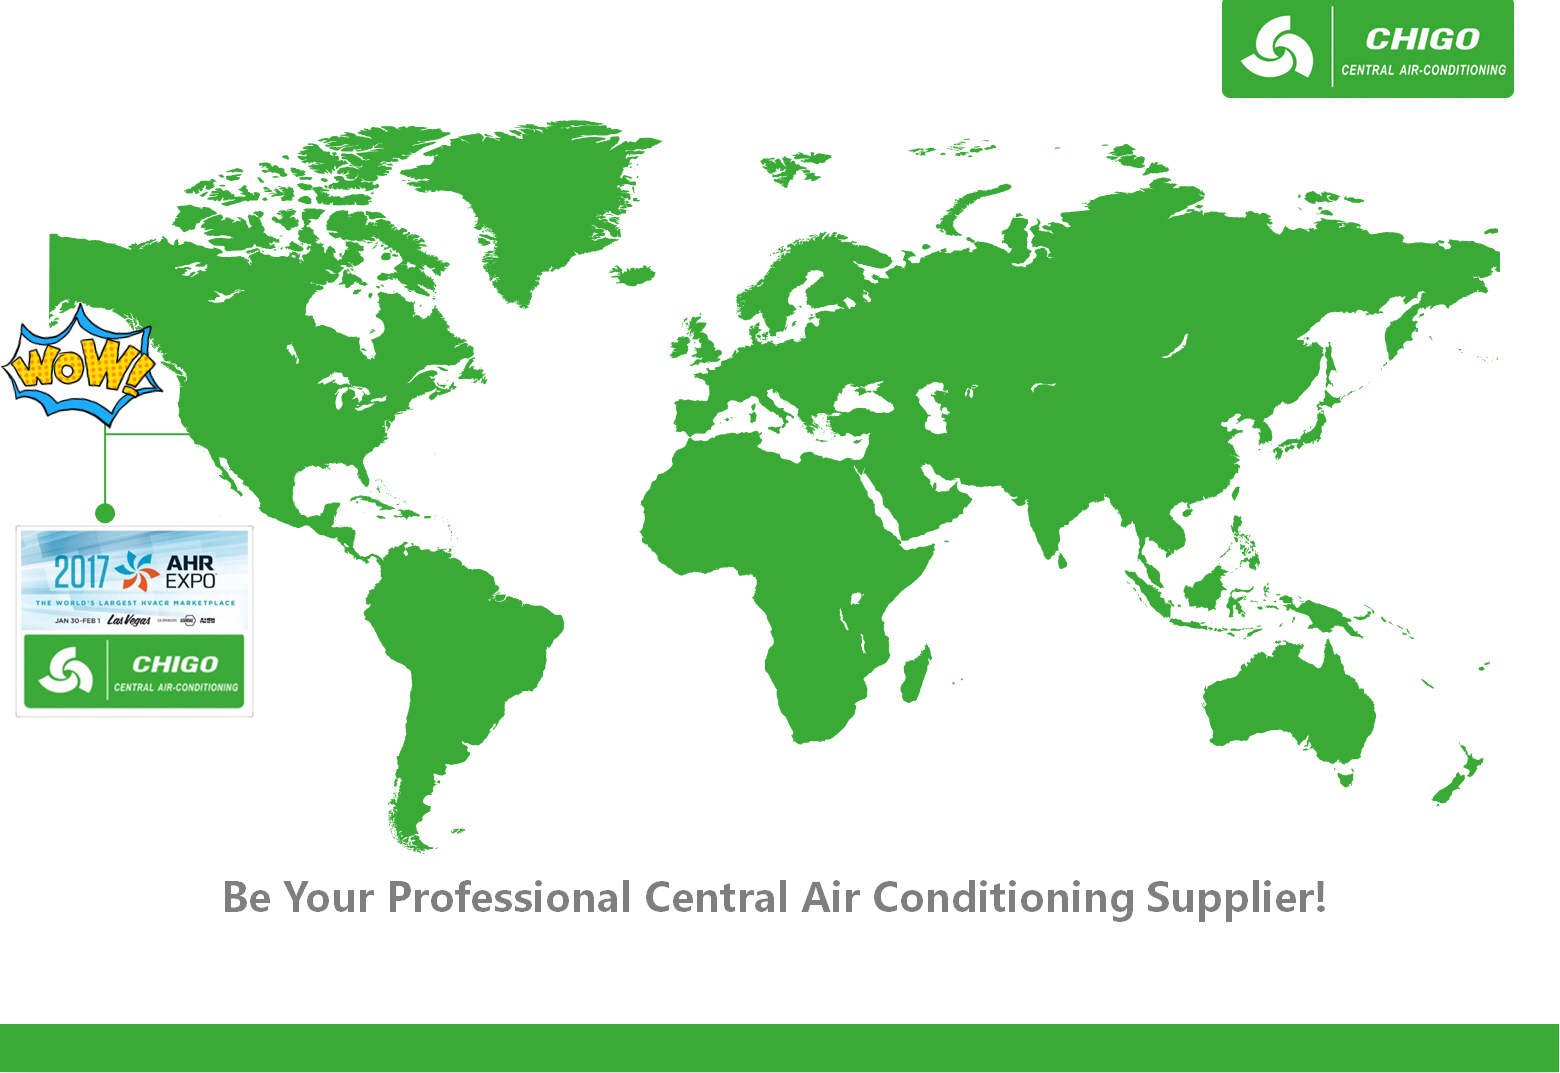 CHIGO
CENTRAL AIR-CONDITIONING
WOW!
2017 AHR EXPO
THE WORLD'S LARGEST HVACR MARKETPLACE
JAN 30-FEB 1 Las Vegas
CHIGO
CENTRAL AIR-CONDITIONING
Be Your Professional Central Air Conditioning Supplier!